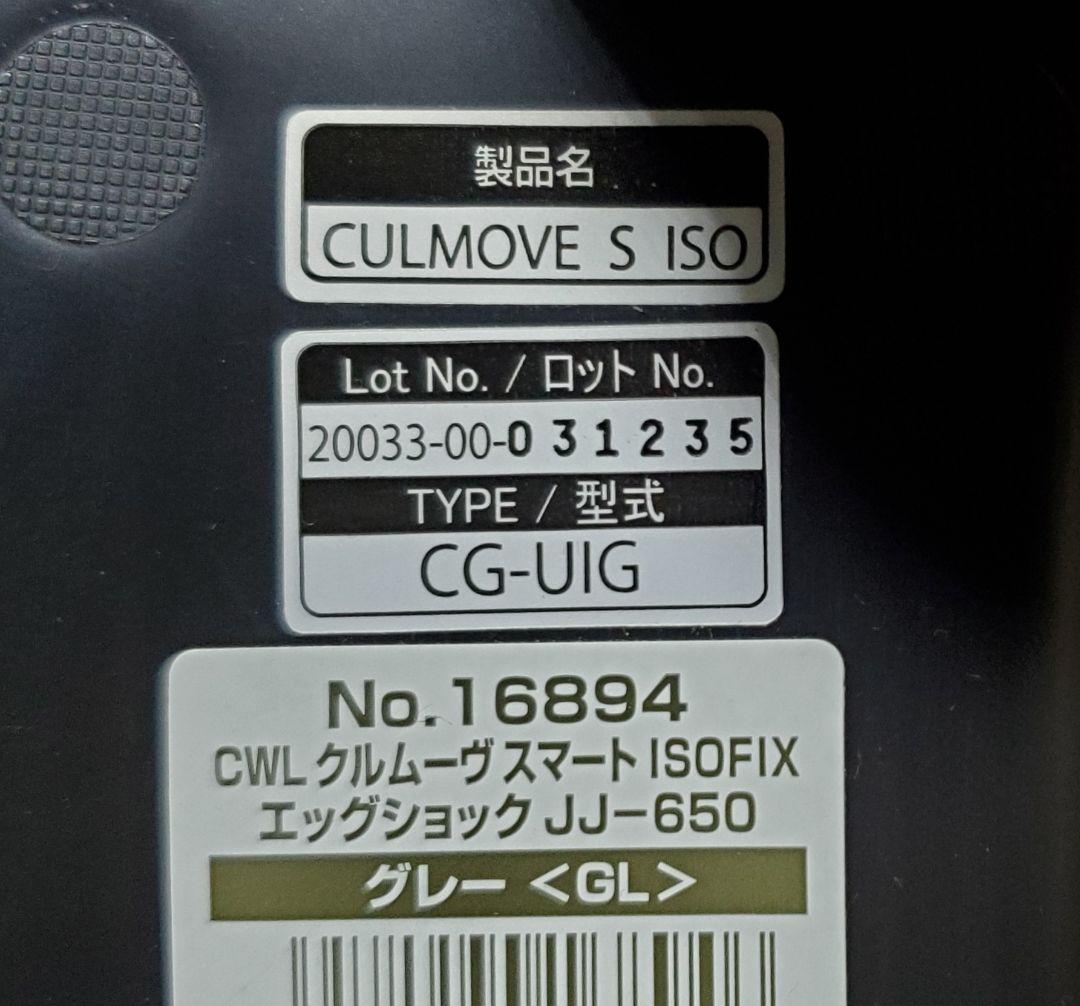 製品名
CULMOVE S ISO
Lot No. / ロット No.
20033-00-031235
TYPE / 型式
CG-UIG
No.16894
CWL クルムーヴ スマート ISOFIX
エッグショック JJ-650
グレー <GL>